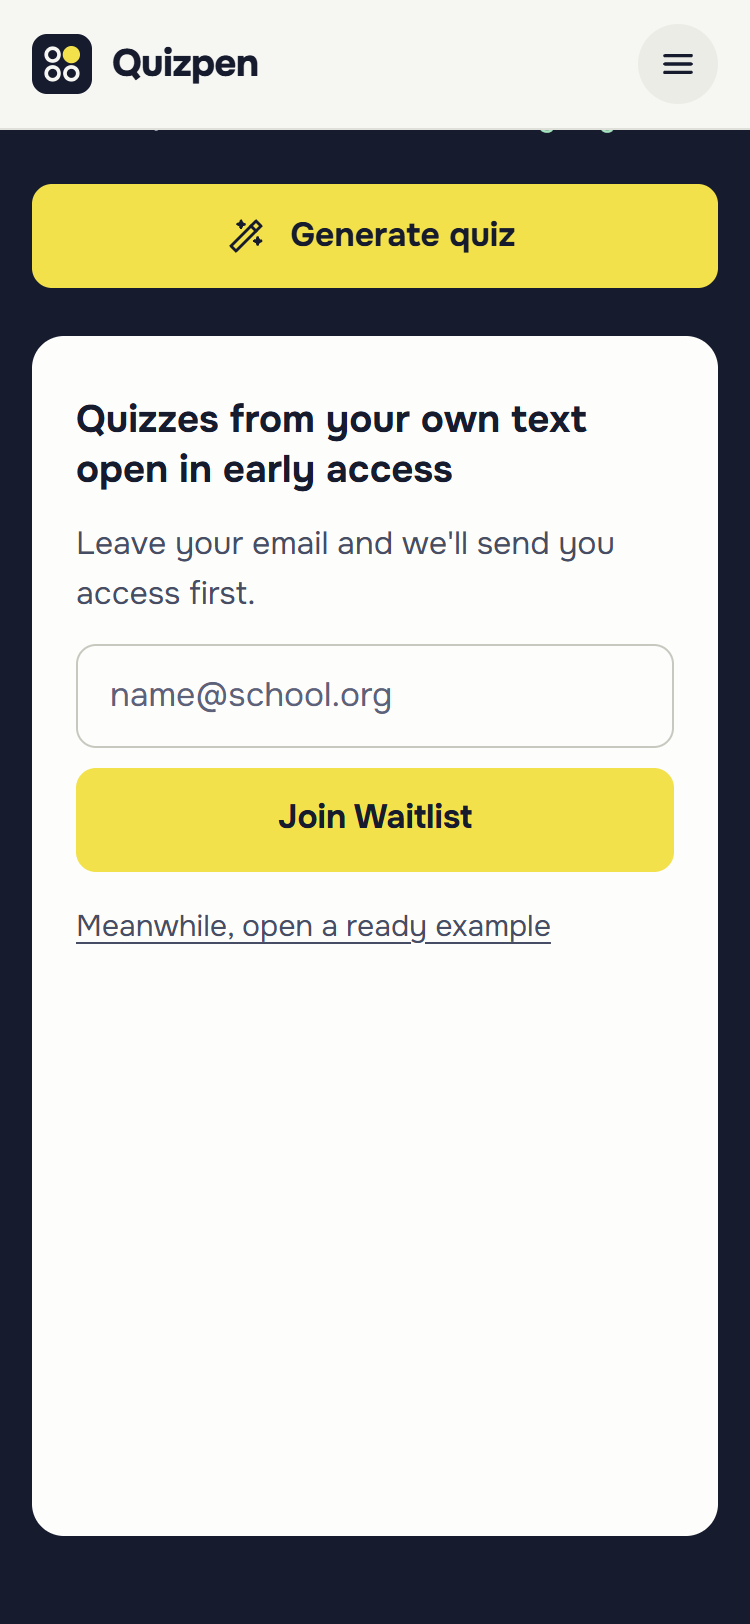 Quizpen
Generate quiz
Quizzes from your own text
open in early access
Leave your email and we'll send you
access first.
name@school.org
Join Waitlist
Meanwhile, open a ready example